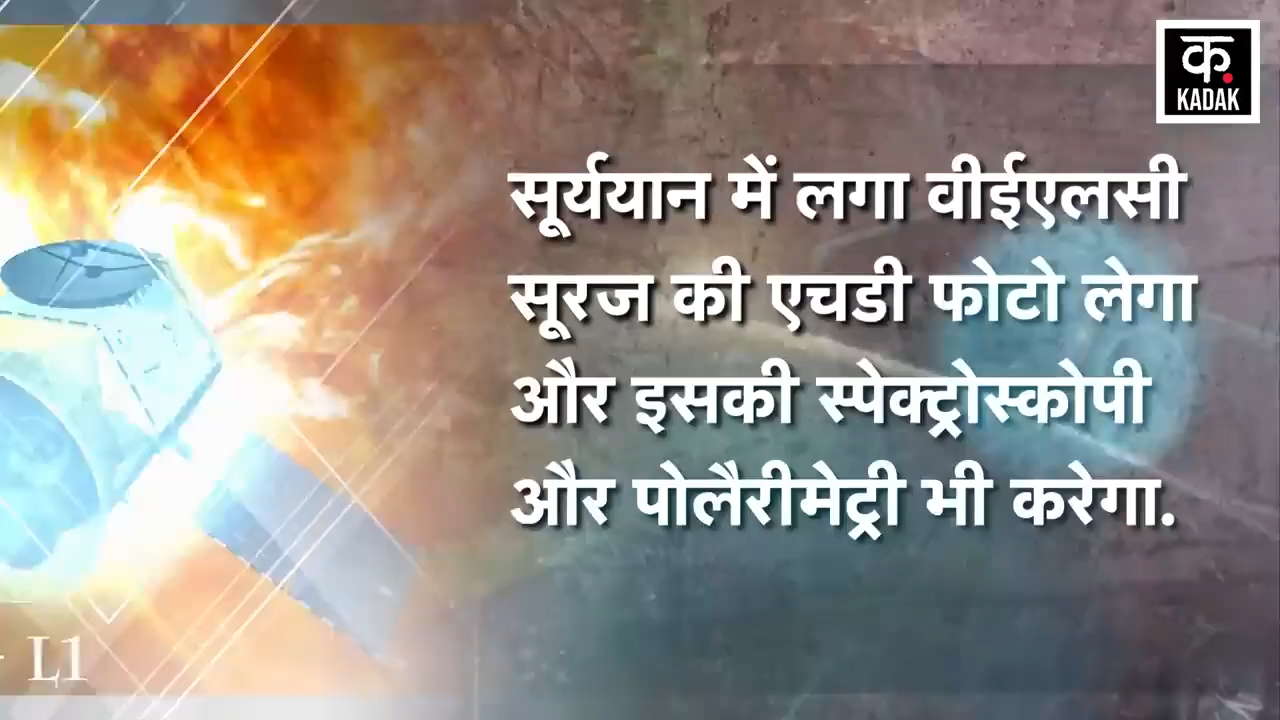 क.
KADAK
सूर्ययान में लगा वीईएलसी
सूरज की एचडी फोटो लेगा
और इसकी स्पेक्ट्रोस्कोपी
और पोलैरीमेट्री भी करेगा.
- L1